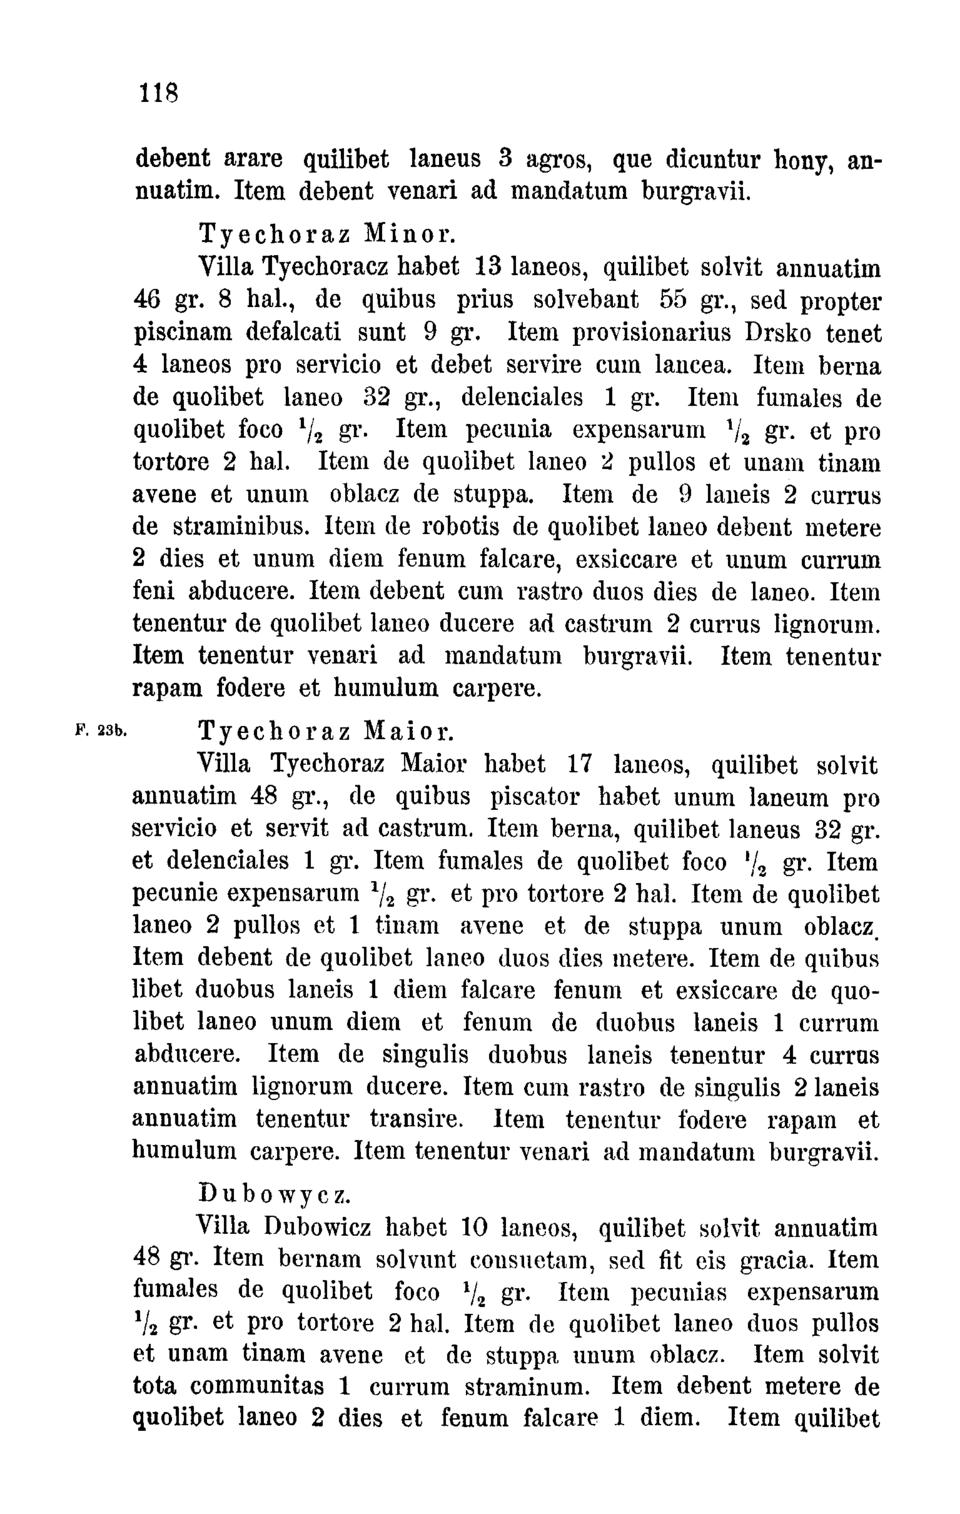 118
debent arare quilibet laneus 3 agros, que dicuntur hony, an-
nuatim. Item debent venari ad mandatum burgravii.
Tyechoraz Minor.
Villa Tyechoracz habet 13 laneos, quilibet solvit annuatim
46 gr. 8 hal., de quibus prius solvebant 55 gr., sed propter
piscinam defalcati sunt 9 gr. Item provisionarius Drsko tenet
4 laneos pro servicio et debet servire cum lancea. Item berna
de quolibet laneo 32 gr., delenciales 1 gr. Item fumales de
quolibet foco ½ gr. Item pecunia expensarum ½ gr. et pro
tortore 2 hal. Item de quolibet laneo 2 pullos et unam tinam
avene et unum oblacz de stuppa. Item de 9 laneis 2 currus
de straminibus. Item de robotis de quolibet laneo debent metere
2 dies et unum diem fenum falcare, exsiccare et unum currum
feni abducere. Item debent cum rastro duos dies de laneo. Item
tenentur de quolibet laneo ducere ad castrum 2 currus lignorum.
Item tenentur venari ad mandatum burgravii. Item tenentur
rapam fodere et humulum carpere.
F. 23b. Tyechoraz Maior.
Villa Tyechoraz Maior habet 17 laneos, quilibet solvit
annuatim 48 gr., de quibus piscator habet unum laneum pro
servicio et servit ad castrum. Item berna, quilibet laneus 32 gr.
et delenciales 1 gr. Item fumales de quolibet foco ½ gr. Item
pecunie expensarum ½ gr. et pro tortore 2 hal. Item de quolibet
laneo 2 pullos et 1 tinam avene et de stuppa unum oblacz.
Item debent de quolibet laneo duos dies metere. Item de quibus
libet duobus laneis 1 diem falcare fenum et exsiccare de quo-
libet laneo unum diem et fenum de duobus laneis 1 currum
abducere. Item de singulis duobus laneis tenentur 4 currus
annuatim lignorum ducere. Item cum rastro de singulis 2 laneis
annuatim tenentur transire. Item tenentur fodere rapam et
humulum carpere. Item tenentur venari ad mandatum burgravii.
Dubowycz.
Villa Dubowicz habet 10 laneos, quilibet solvit annuatim
48 gr. Item bernam solvunt consuetam, sed fit eis gracia. Item
fumales de quolibet foco ½ gr. Item pecunias expensarum
½ gr. et pro tortore 2 hal. Item de quolibet laneo duos pullos
et unam tinam avene et de stuppa unum oblacz. Item solvit
tota communitas 1 currum straminum. Item debent metere de
quolibet laneo 2 dies et fenum falcare 1 diem. Item quilibet